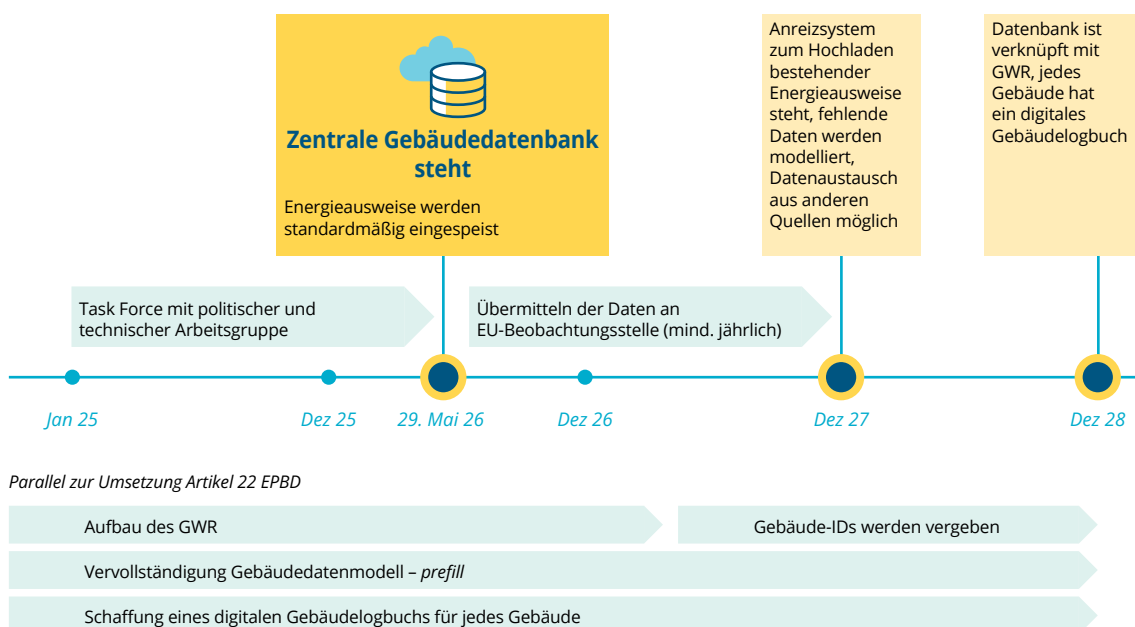 Zentrale Gebäudedatenbank
steht
Energieausweise werden
standardmäßig eingespeist
Anreizsystem
zum Hochladen
bestehender
Energieausweise
steht, fehlende
Daten werden
modelliert,
Datenaustausch
aus anderen
Quellen möglich
Datenbank ist
verknüpft mit
GWR, jedes
Gebäude hat
ein digitales
Gebäudelogbuch
Task Force mit politischer und
technischer Arbeitsgruppe
Übermitteln der Daten an
EU-Beobachtungsstelle (mind. jährlich)
Jan 25
Dez 25
29. Mai 26
Dez 26
Dez 27
Dez 28
Parallel zur Umsetzung Artikel 22 EPBD
Aufbau des GWR
Gebäude-IDs werden vergeben
Vervollständigung Gebäudedatenmodell – prefill
Schaffung eines digitalen Gebäudelogbuchs für jedes Gebäude